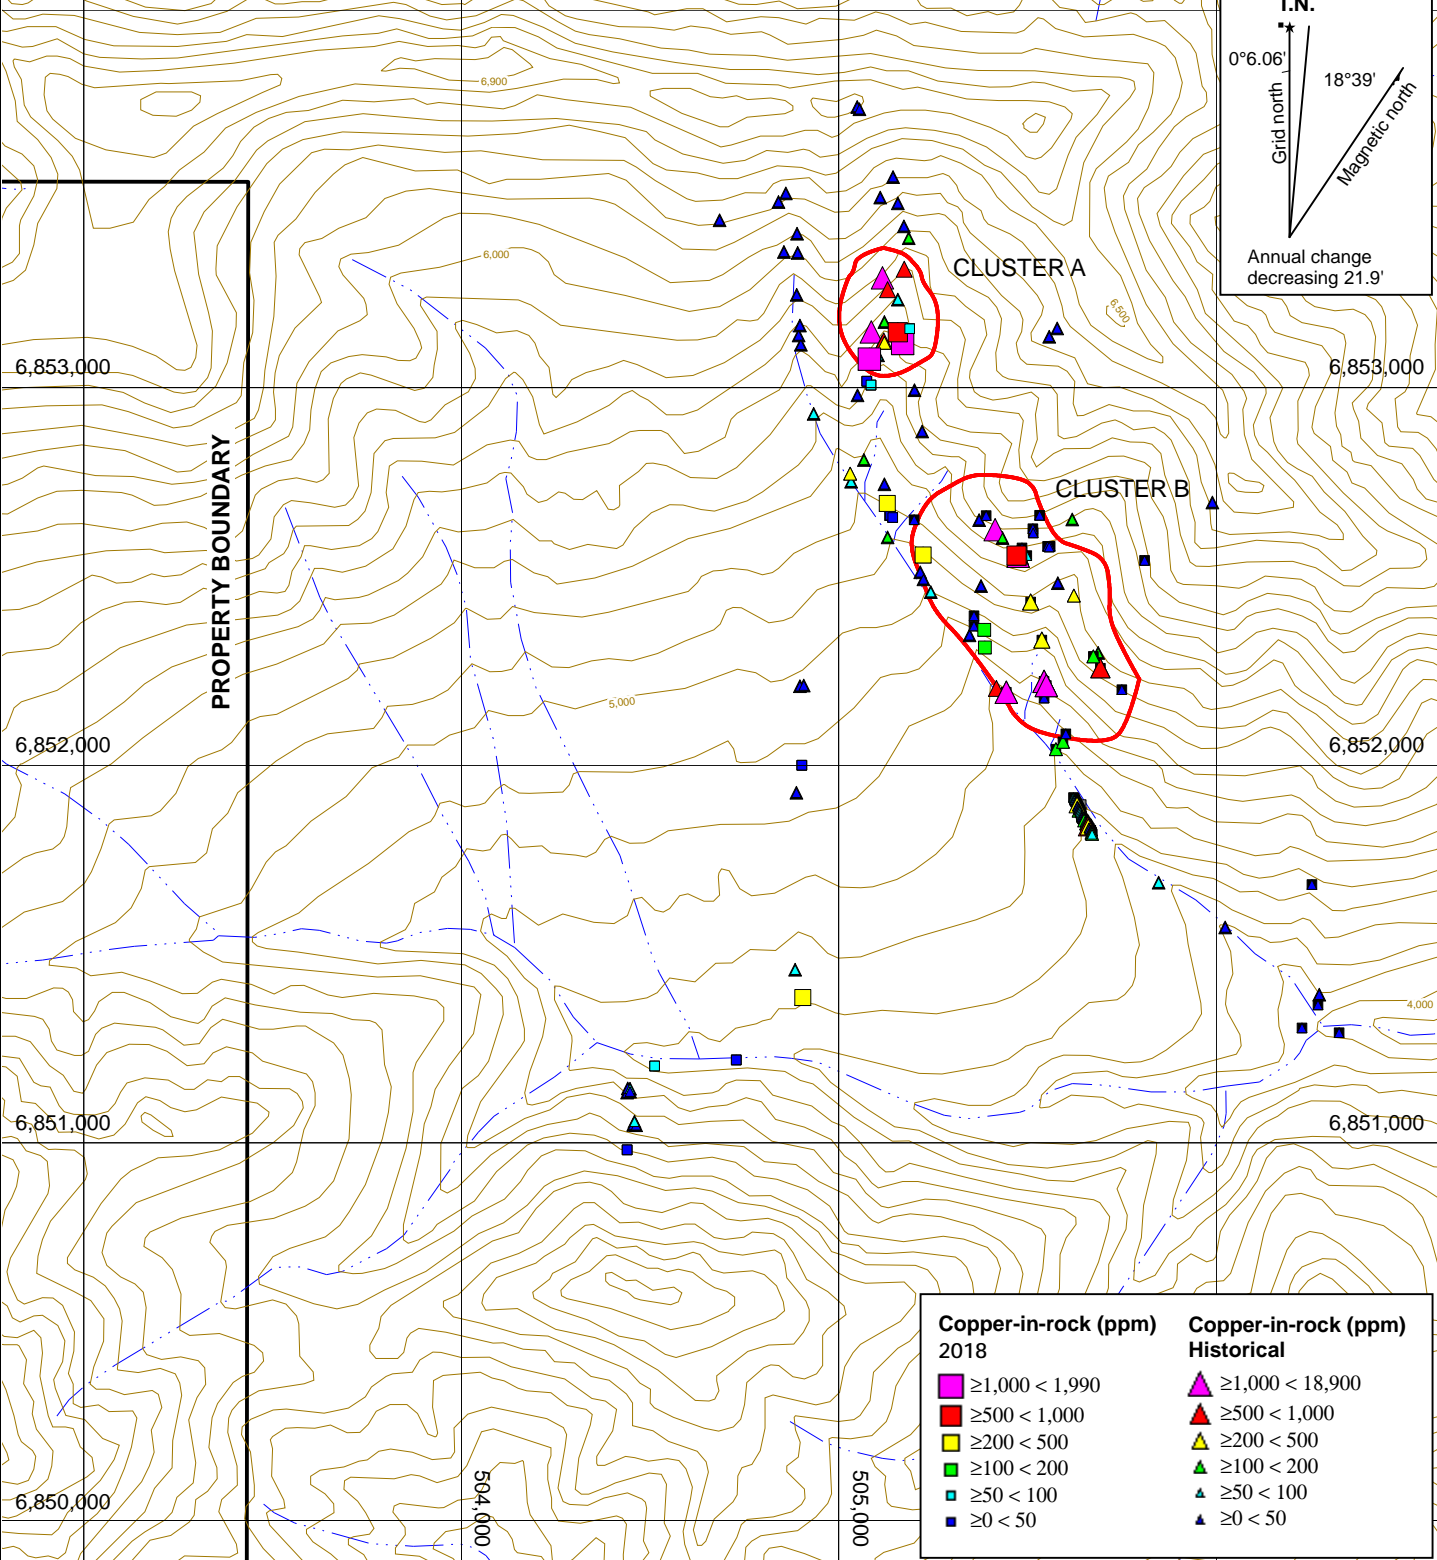 T.N.
0°6.06'
18°39'
Grid north
Magnetic north
Annual change
decreasing 21.9'
6,900
6,000
CLUSTER A
6,500
6,853,000
6,853,000
PROPERTY BOUNDARY
CLUSTER B
5,000
6,852,000
6,852,000
4,000
6,851,000
6,851,000
Copper-in-rock (ppm)
2018
≥1,000 < 1,990
≥500 < 1,000
≥200 < 500
≥100 < 200
≥50 < 100
≥0 < 50
Copper-in-rock (ppm)
Historical
≥1,000 < 18,900
≥500 < 1,000
≥200 < 500
≥100 < 200
≥50 < 100
≥0 < 50
6,850,000
504,000
505,000